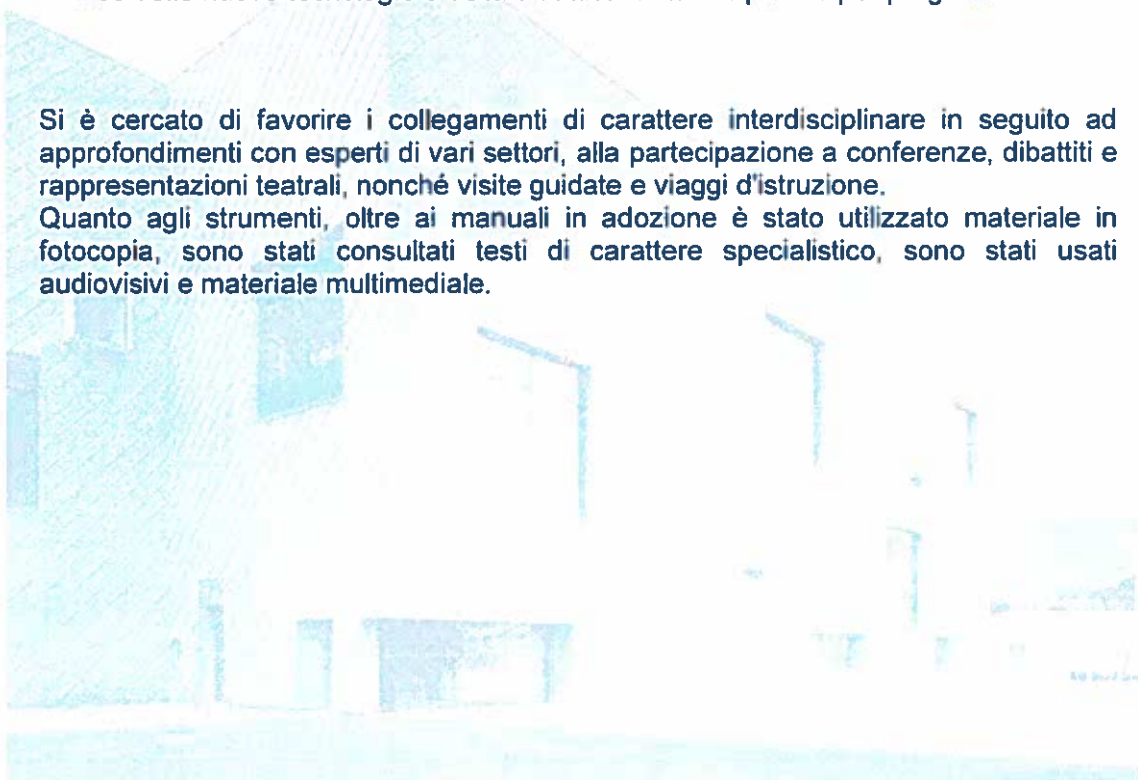 Si è cercato di favorire i collegamenti di carattere interdisciplinare in seguito ad
approfondimenti con esperti di vari settori, alla partecipazione a conferenze, dibattiti e
rappresentazioni teatrali, nonché visite guidate e viaggi d'istruzione.
Quanto agli strumenti, oltre ai manuali in adozione è stato utilizzato materiale in
fotocopia, sono stati consultati testi di carattere specialistico, sono stati usati
audiovisivi e materiale multimediale.